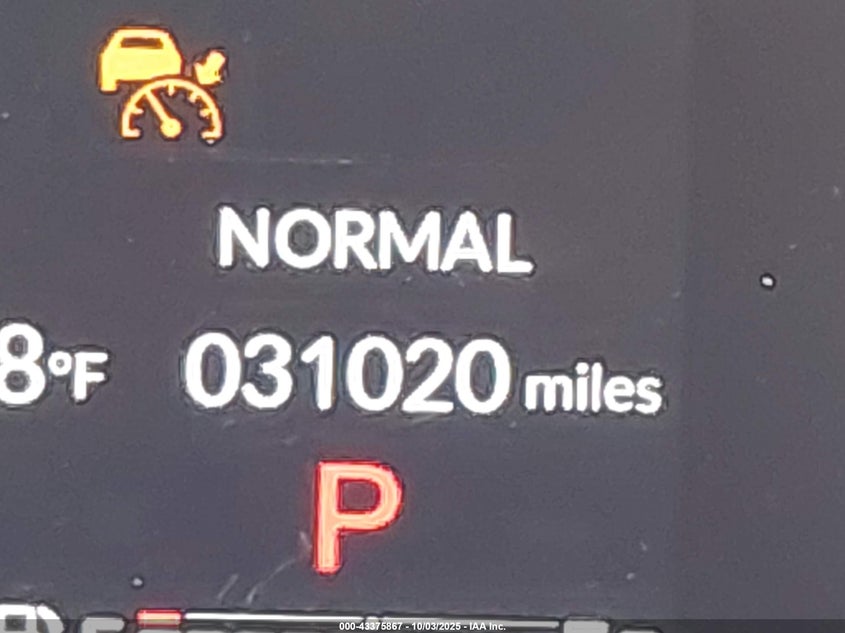 NORMAL
8°F 031020 miles
P
000-43375867 - 10/03/2025 - IAA Inc.